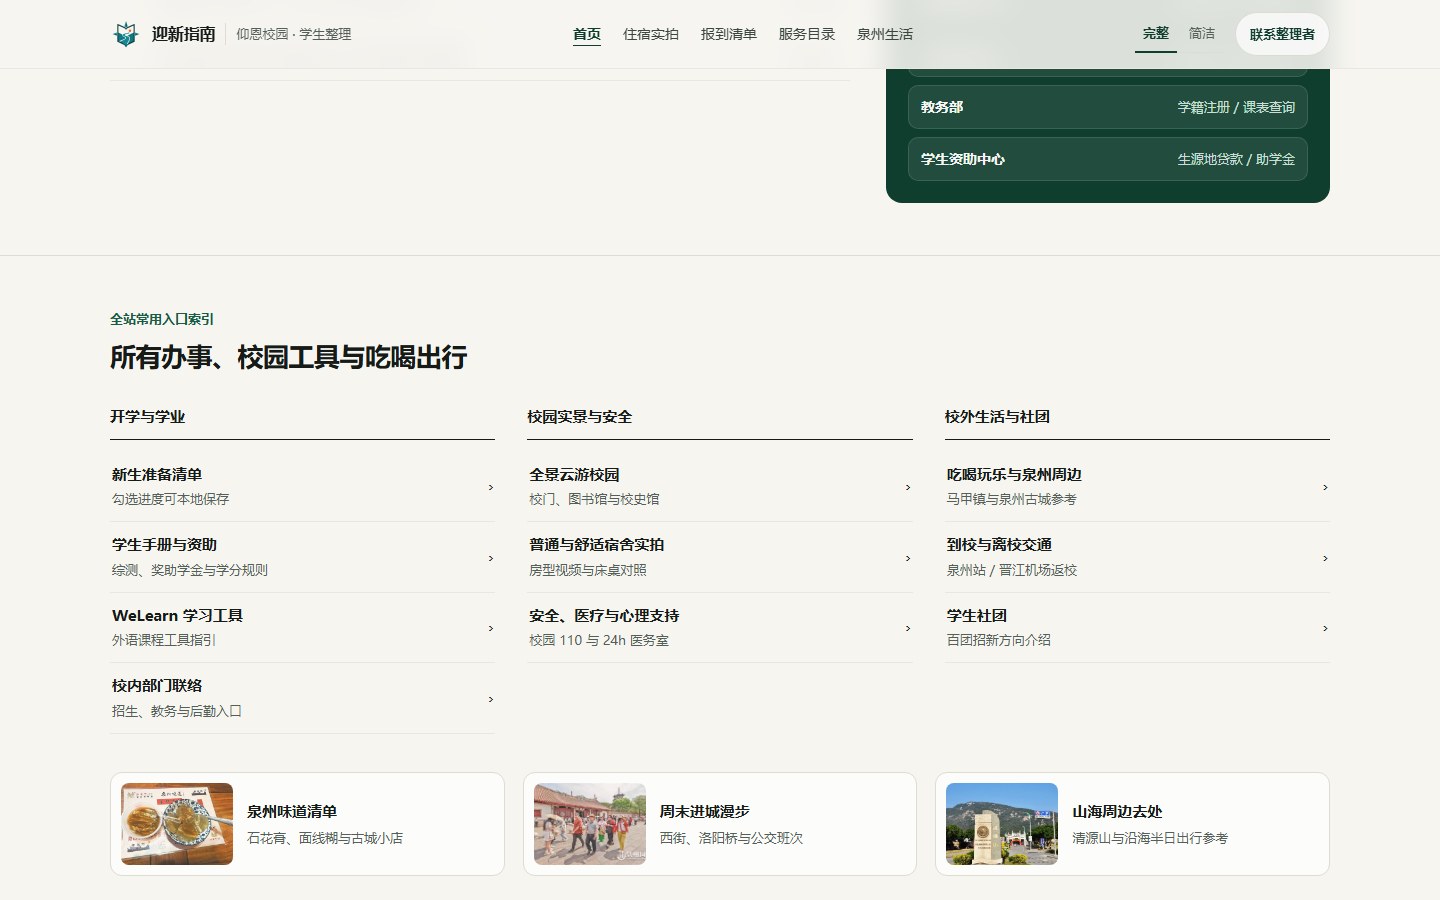 迎新指南
仰恩校园 · 学生整理
首页
住宿实拍
报到清单
服务目录
泉州生活
完整
简洁
联系整理者
教务部
学籍注册 / 课表查询
学生资助中心
生源地贷款 / 助学金
全站常用入口索引
所有办事、校园工具与吃喝出行
开学与学业
新生准备清单
勾选进度可本地保存
学生手册与资助
综测、奖助学金与学分规则
WeLearn 学习工具
外语课程工具指引
校内部门联络
招生、教务与后勤入口
校园实景与安全
全景云游校园
校门、图书馆与校史馆
普通与舒适宿舍实拍
房型视频与床桌对照
安全、医疗与心理支持
校园 110 与 24h 医务室
校外生活与社团
吃喝玩乐与泉州周边
马甲镇与泉州古城参考
到校与离校交通
泉州站 / 晋江机场返校
学生社团
百团招新方向介绍
泉州味道清单
石花膏、面线糊与古城小店
周末进城漫步
西街、洛阳桥与公交班次
山海周边去处
清源山与沿海半日出行参考